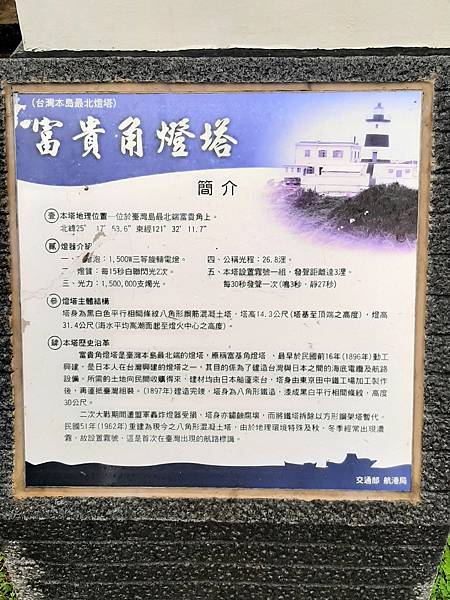 (台灣本島最北燈塔)
富貴角燈塔
簡介
壹 本塔地理位置—位於臺灣島最北端富貴角上。
北緯25° 17' 53.6" 東經121° 32' 11.7"
貳 燈器介紹
一、燈泡:1,500W三等旋轉電燈。
二、燈質:每15秒白聯閃光2次。
三、光力:1,500,000支燭光。
四、公稱光程:26.8浬。
五、本塔設置霧號一組,發聲距離達3浬。
每30秒發聲一次(鳴3秒,靜27秒)
參 燈塔主體結構
塔身為黑白色平行相間條線八角形鋼筋混凝土塔,塔高14.3公尺(塔基至頂端之高度),燈高
31.4公尺(海水平均高潮面起至燈火中心之高度)。
肆 本塔歷史沿革
富貴角燈塔是臺灣本島最北端的燈塔,原稱富基角燈塔,最早於民國前16年(1896年)動工
興建,是日本人在台灣興建的燈塔之一,其目的係為了建造台灣與日本之間的海底電纜及航路
設備。所需的土地向民間收購得來,建材均由日本船運來台,塔身由東京田中鐵工場加工製作
後,再運抵臺灣組裝。(1897年)建造完竣,塔身為八角形鐵造,漆成黑白平行相間條紋,高度
30公尺。
二次大戰期間遭盟軍轟炸燈器受損,塔身亦鏽蝕腐壞,而將鐵塔拆除以方形鋼架塔暫代。
民國51年(1962年)重建為現今之八角形混凝土塔,由於地理環境特殊及秋、冬季經常出現濃
霧,故設置霧號,這是首次在臺灣出現的航路標識。
交通部 航港局